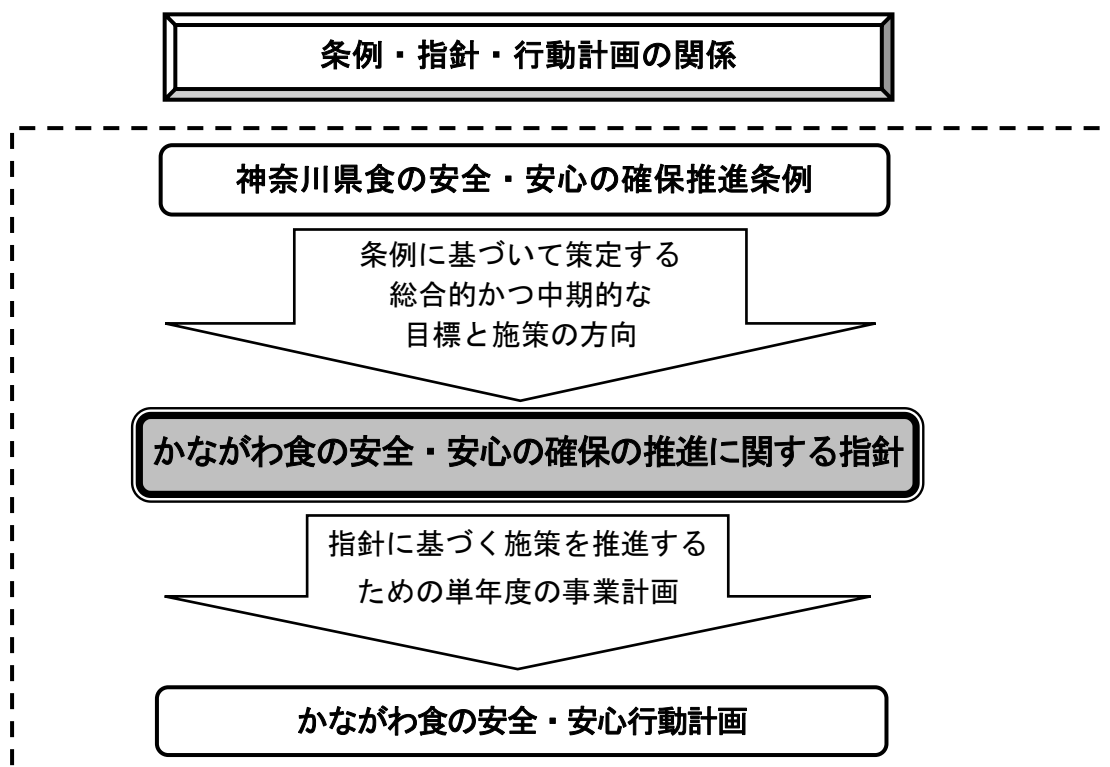 条例・指針・行動計画の関係
神奈川県食の安全・安心の確保推進条例
条例に基づいて策定する
総合的かつ中期的な
目標と施策の方向
かながわ食の安全・安心の確保の推進に関する指針
指針に基づく施策を推進する
ための単年度の事業計画
かながわ食の安全・安心行動計画